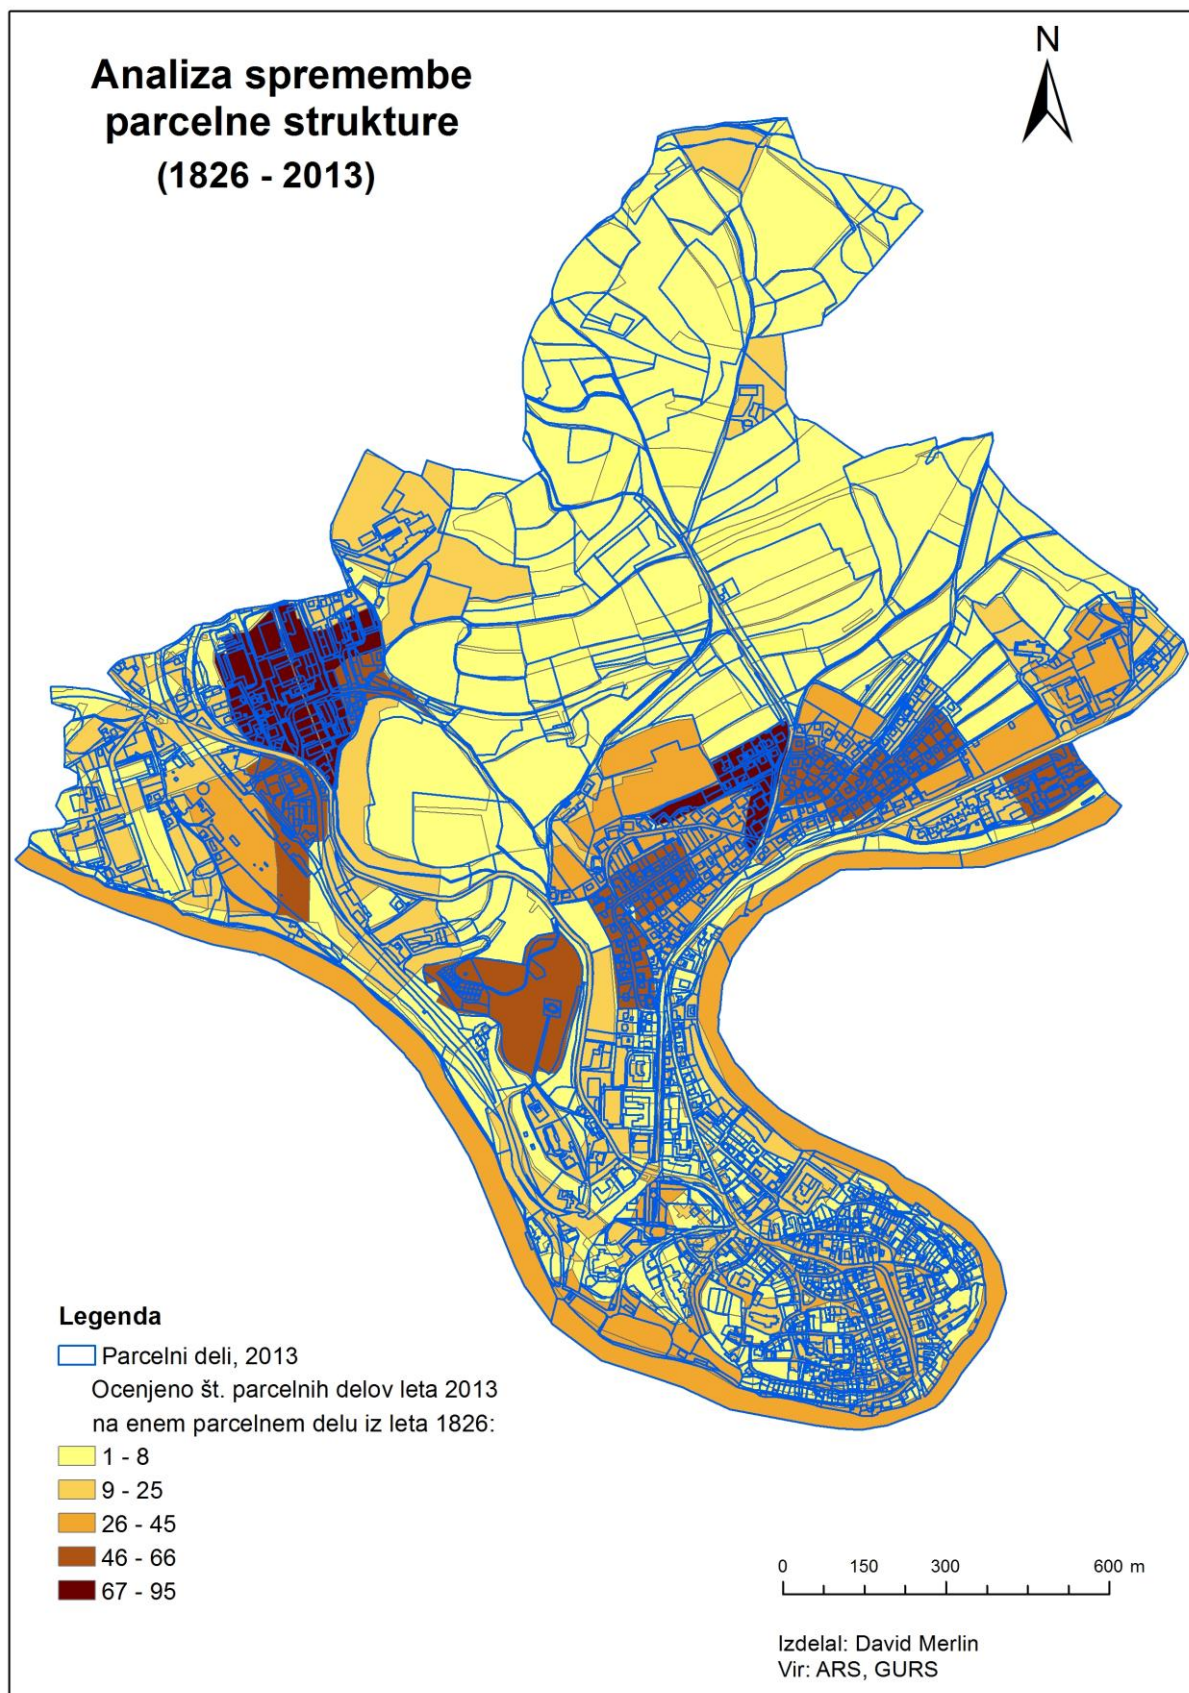 Analiza spremembe
parcelne strukture
(1826 - 2013)
N
Legenda
Parcelni deli, 2013
Ocenjeno št. parcelnih delov leta 2013
na enem parcelnem delu iz leta 1826:
1 - 8
9 - 25
26 - 45
46 - 66
67 - 95
0 150 300 600 m
Izdelal: David Merlin
Vir: ARS, GURS